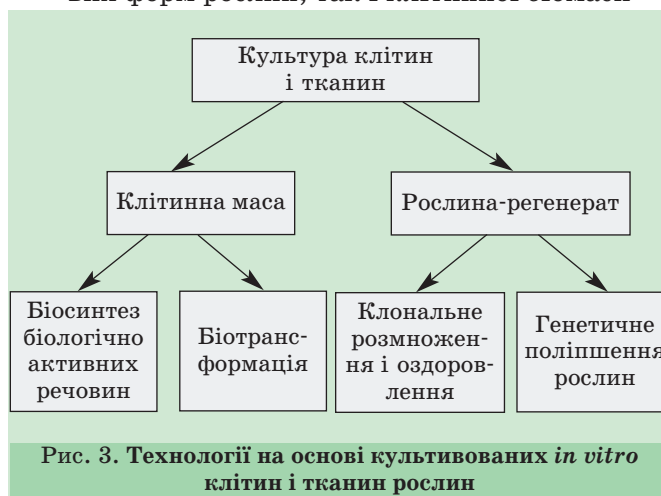 вих форм рослин, так і клітинної біомаси
Культура клітин
і тканин
Клітинна маса
Рослина-регенерат
Біосинтез
біологічно
активних
речовин
Біотранс-
формація
Клональне
розможен-
ня і оздоров-
лення
Генетичне
поліпшення
рослин
Рис. 3. Технології на основі культивованих in vitro
клітин і тканин рослин